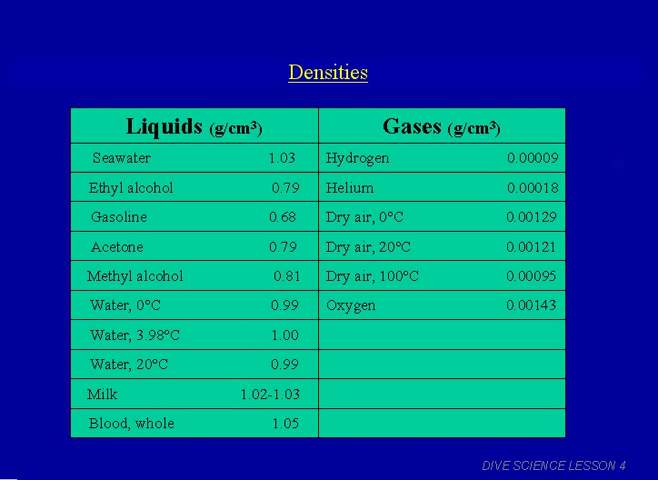 Densities
Liquids (g/cm³) Gases (g/cm³)
Seawater 1.03 Hydrogen 0.00009
Ethyl alcohol 0.79 Helium 0.00018
Gasoline 0.68 Dry air, 0°C 0.00129
Acetone 0.79 Dry air, 20°C 0.00121
Methyl alcohol 0.81 Dry air, 100°C 0.00095
Water, 0°C 0.99 Oxygen 0.00143
Water, 3.98°C 1.00
Water, 20°C 0.99
Milk 1.02-1.03
Blood, whole 1.05
DIVE SCIENCE LESSON 4